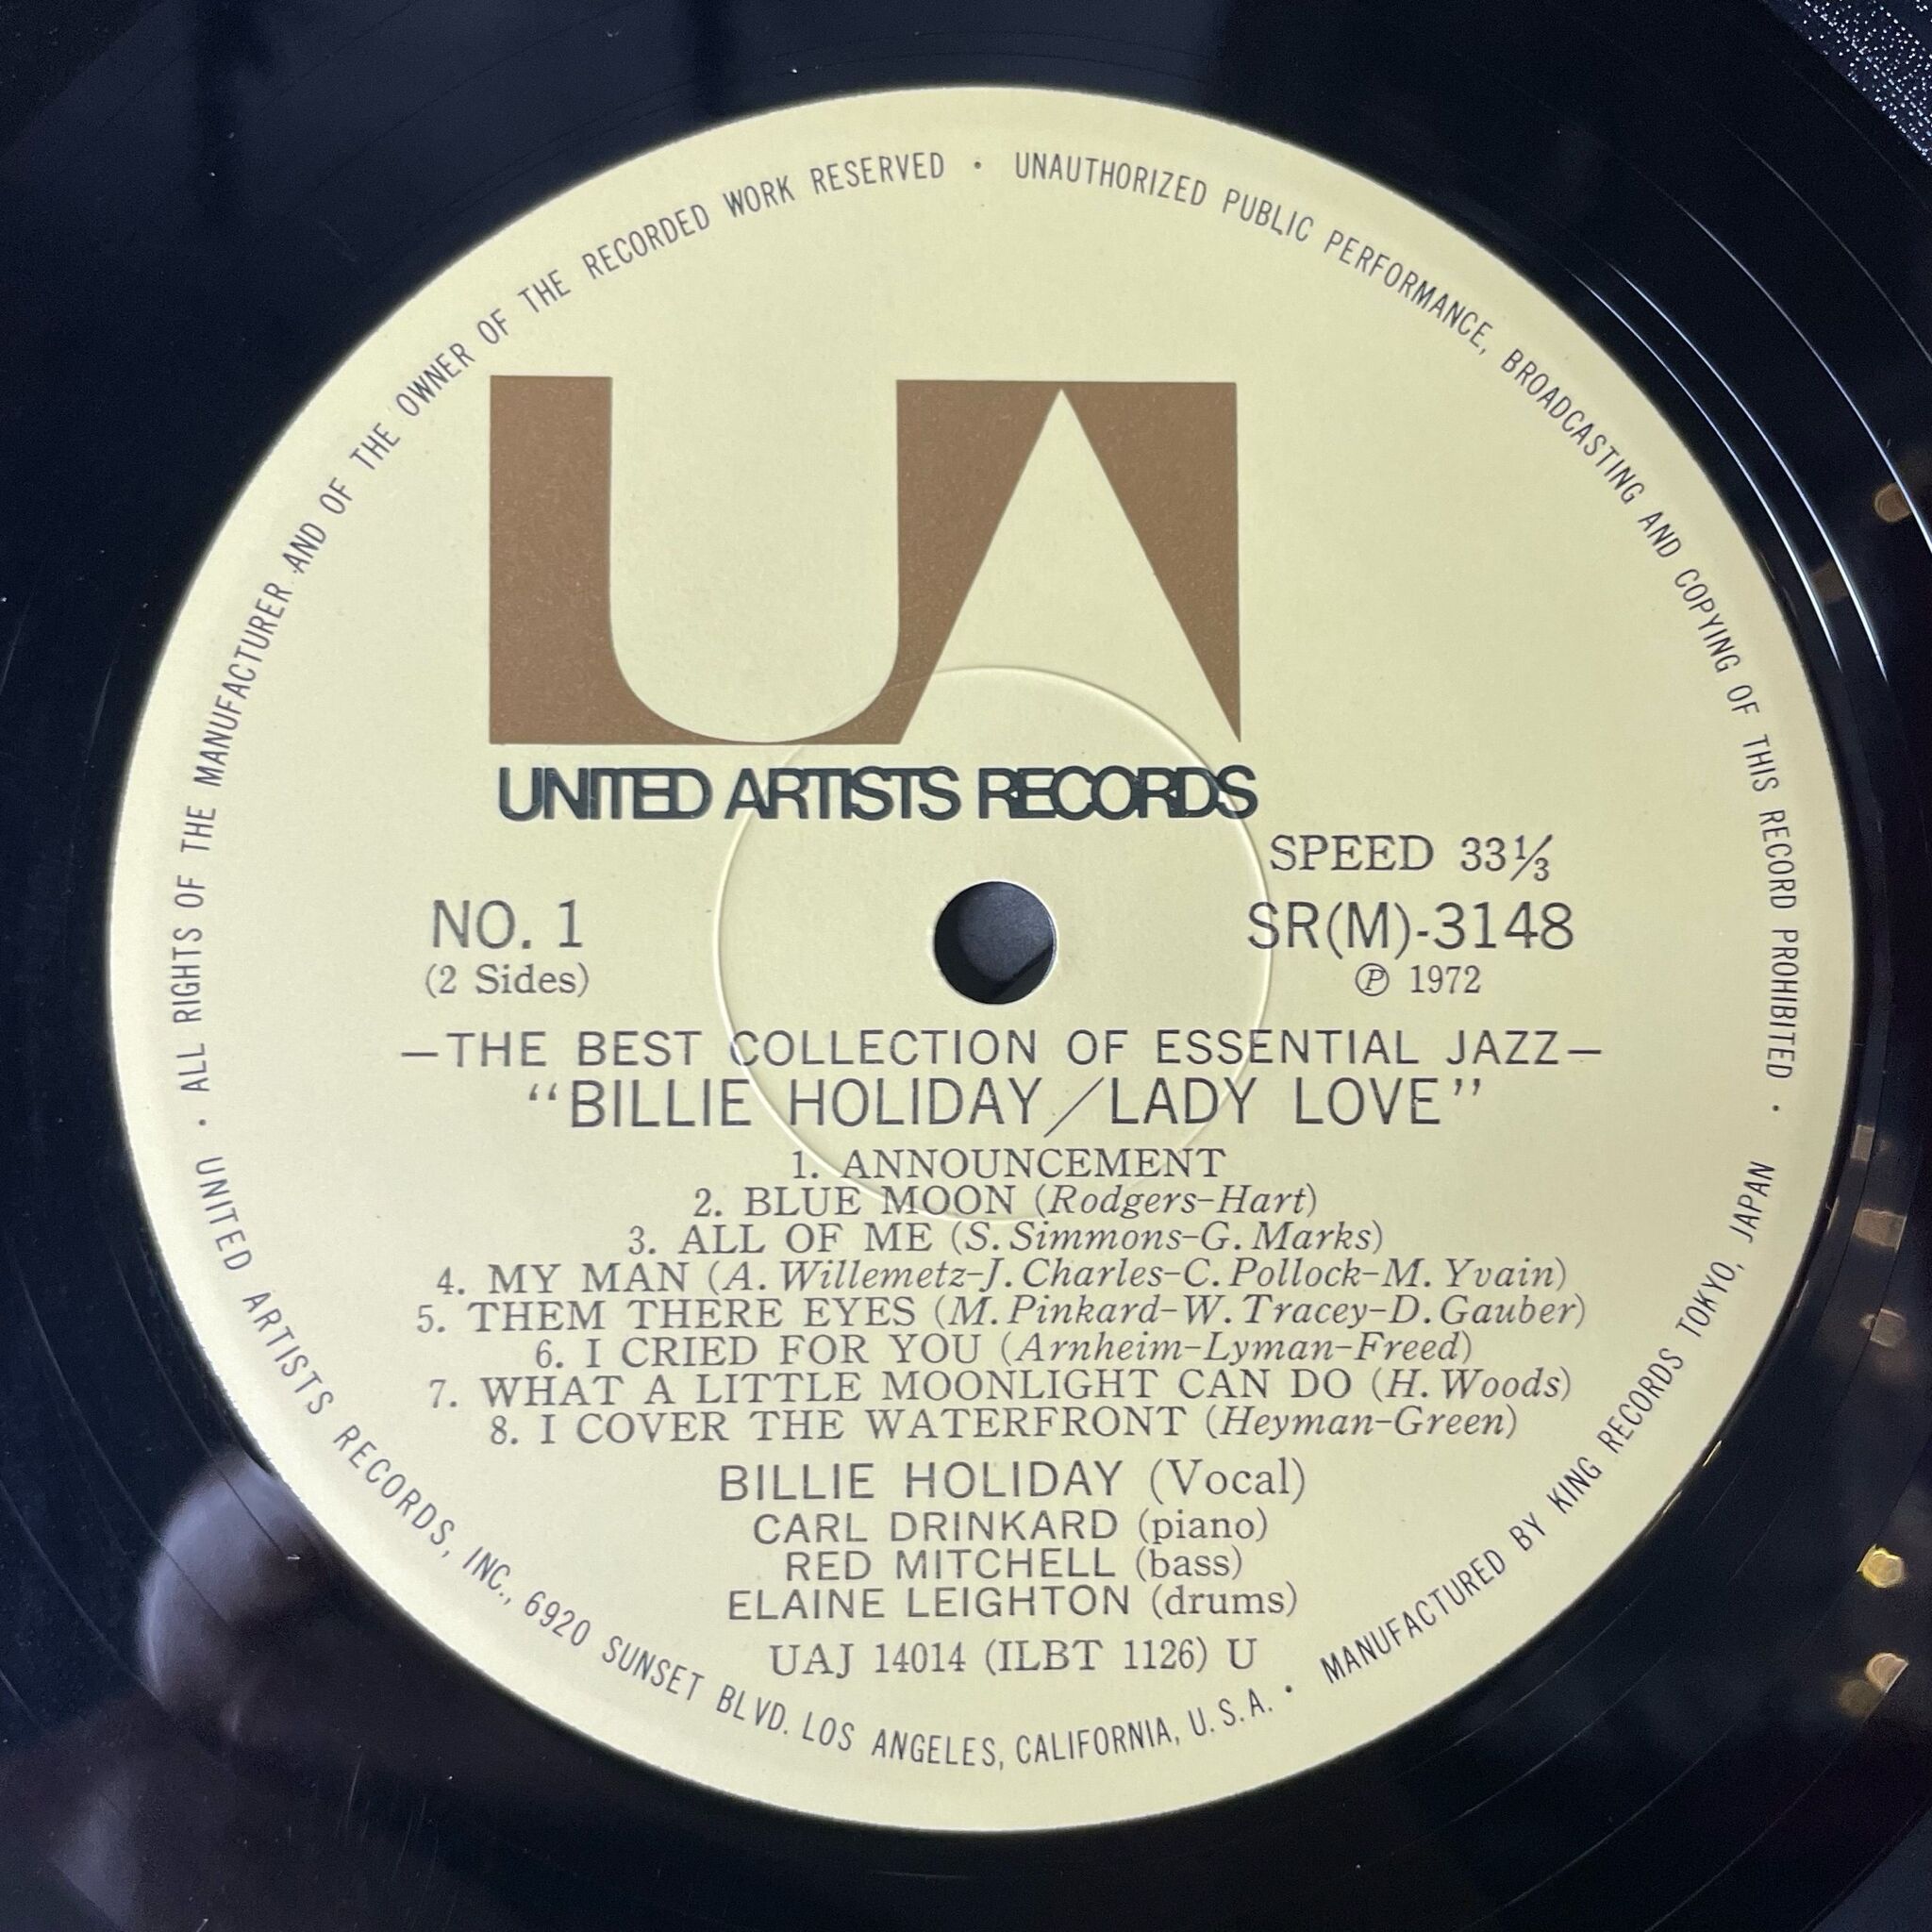 UA
UNITED ARTISTS RECORDS
SPEED 33⅓
NO. 1
(2 Sides)
SR(M)-3148
Ⓟ 1972
—THE BEST COLLECTION OF ESSENTIAL JAZZ—
“BILLIE HOLIDAY/LADY LOVE”
1. ANNOUNCEMENT
2. BLUE MOON (Rodgers-Hart)
3. ALL OF ME (S. Simmons-G. Marks)
4. MY MAN (A. Willemetz-J. Charles-C. Pollock-M. Yvain)
5. THEM THERE EYES (M. Pinkard-W. Tracey-D. Gauber)
6. I CRIED FOR YOU (Arnheim-Lyman-Freed)
7. WHAT A LITTLE MOONLIGHT CAN DO (H. Woods)
8. I COVER THE WATERFRONT (Heyman-Green)
BILLIE HOLIDAY (Vocal)
CARL DRINKARD (piano)
RED MITCHELL (bass)
ELAINE LEIGHTON (drums)
UAJ 14014 (ILBT 1126) U
· ALL RIGHTS OF THE MANUFACTURER AND OF THE OWNER OF THE RECORDED WORK RESERVED · UNAUTHORIZED PUBLIC PERFORMANCE, BROADCASTING AND COPYING OF THIS RECORD PROHIBITED ·
UNITED ARTISTS RECORDS, INC., 6920 SUNSET BLVD. LOS ANGELES, CALIFORNIA, U.S.A. · MANUFACTURED BY KING RECORDS TOKYO, JAPAN